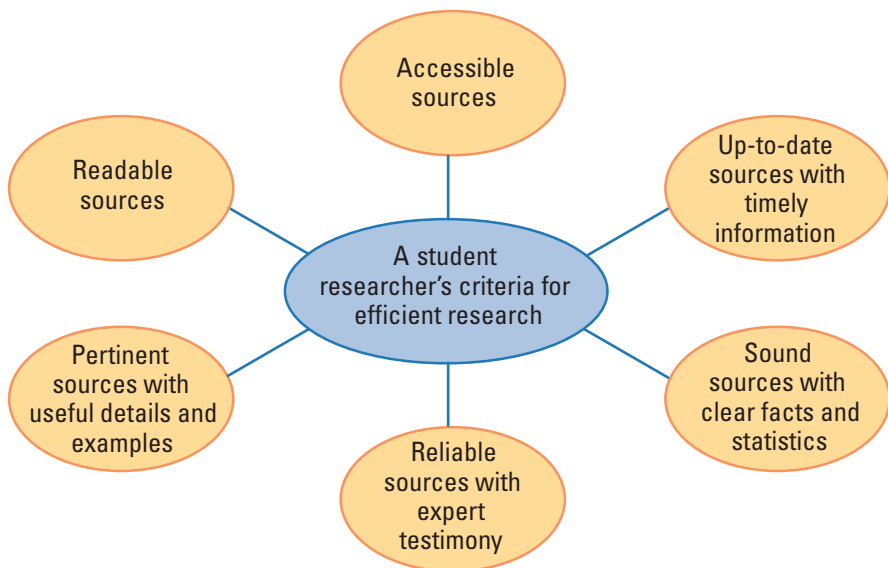 Accessible
sources
Up-to-date
sources with
timely
information
Sound
sources with
clear facts and
statistics
Reliable
sources with
expert
testimony
Pertinent
sources with
useful details and
examples
Readable
sources
A student
researcher’s criteria for
efficient research